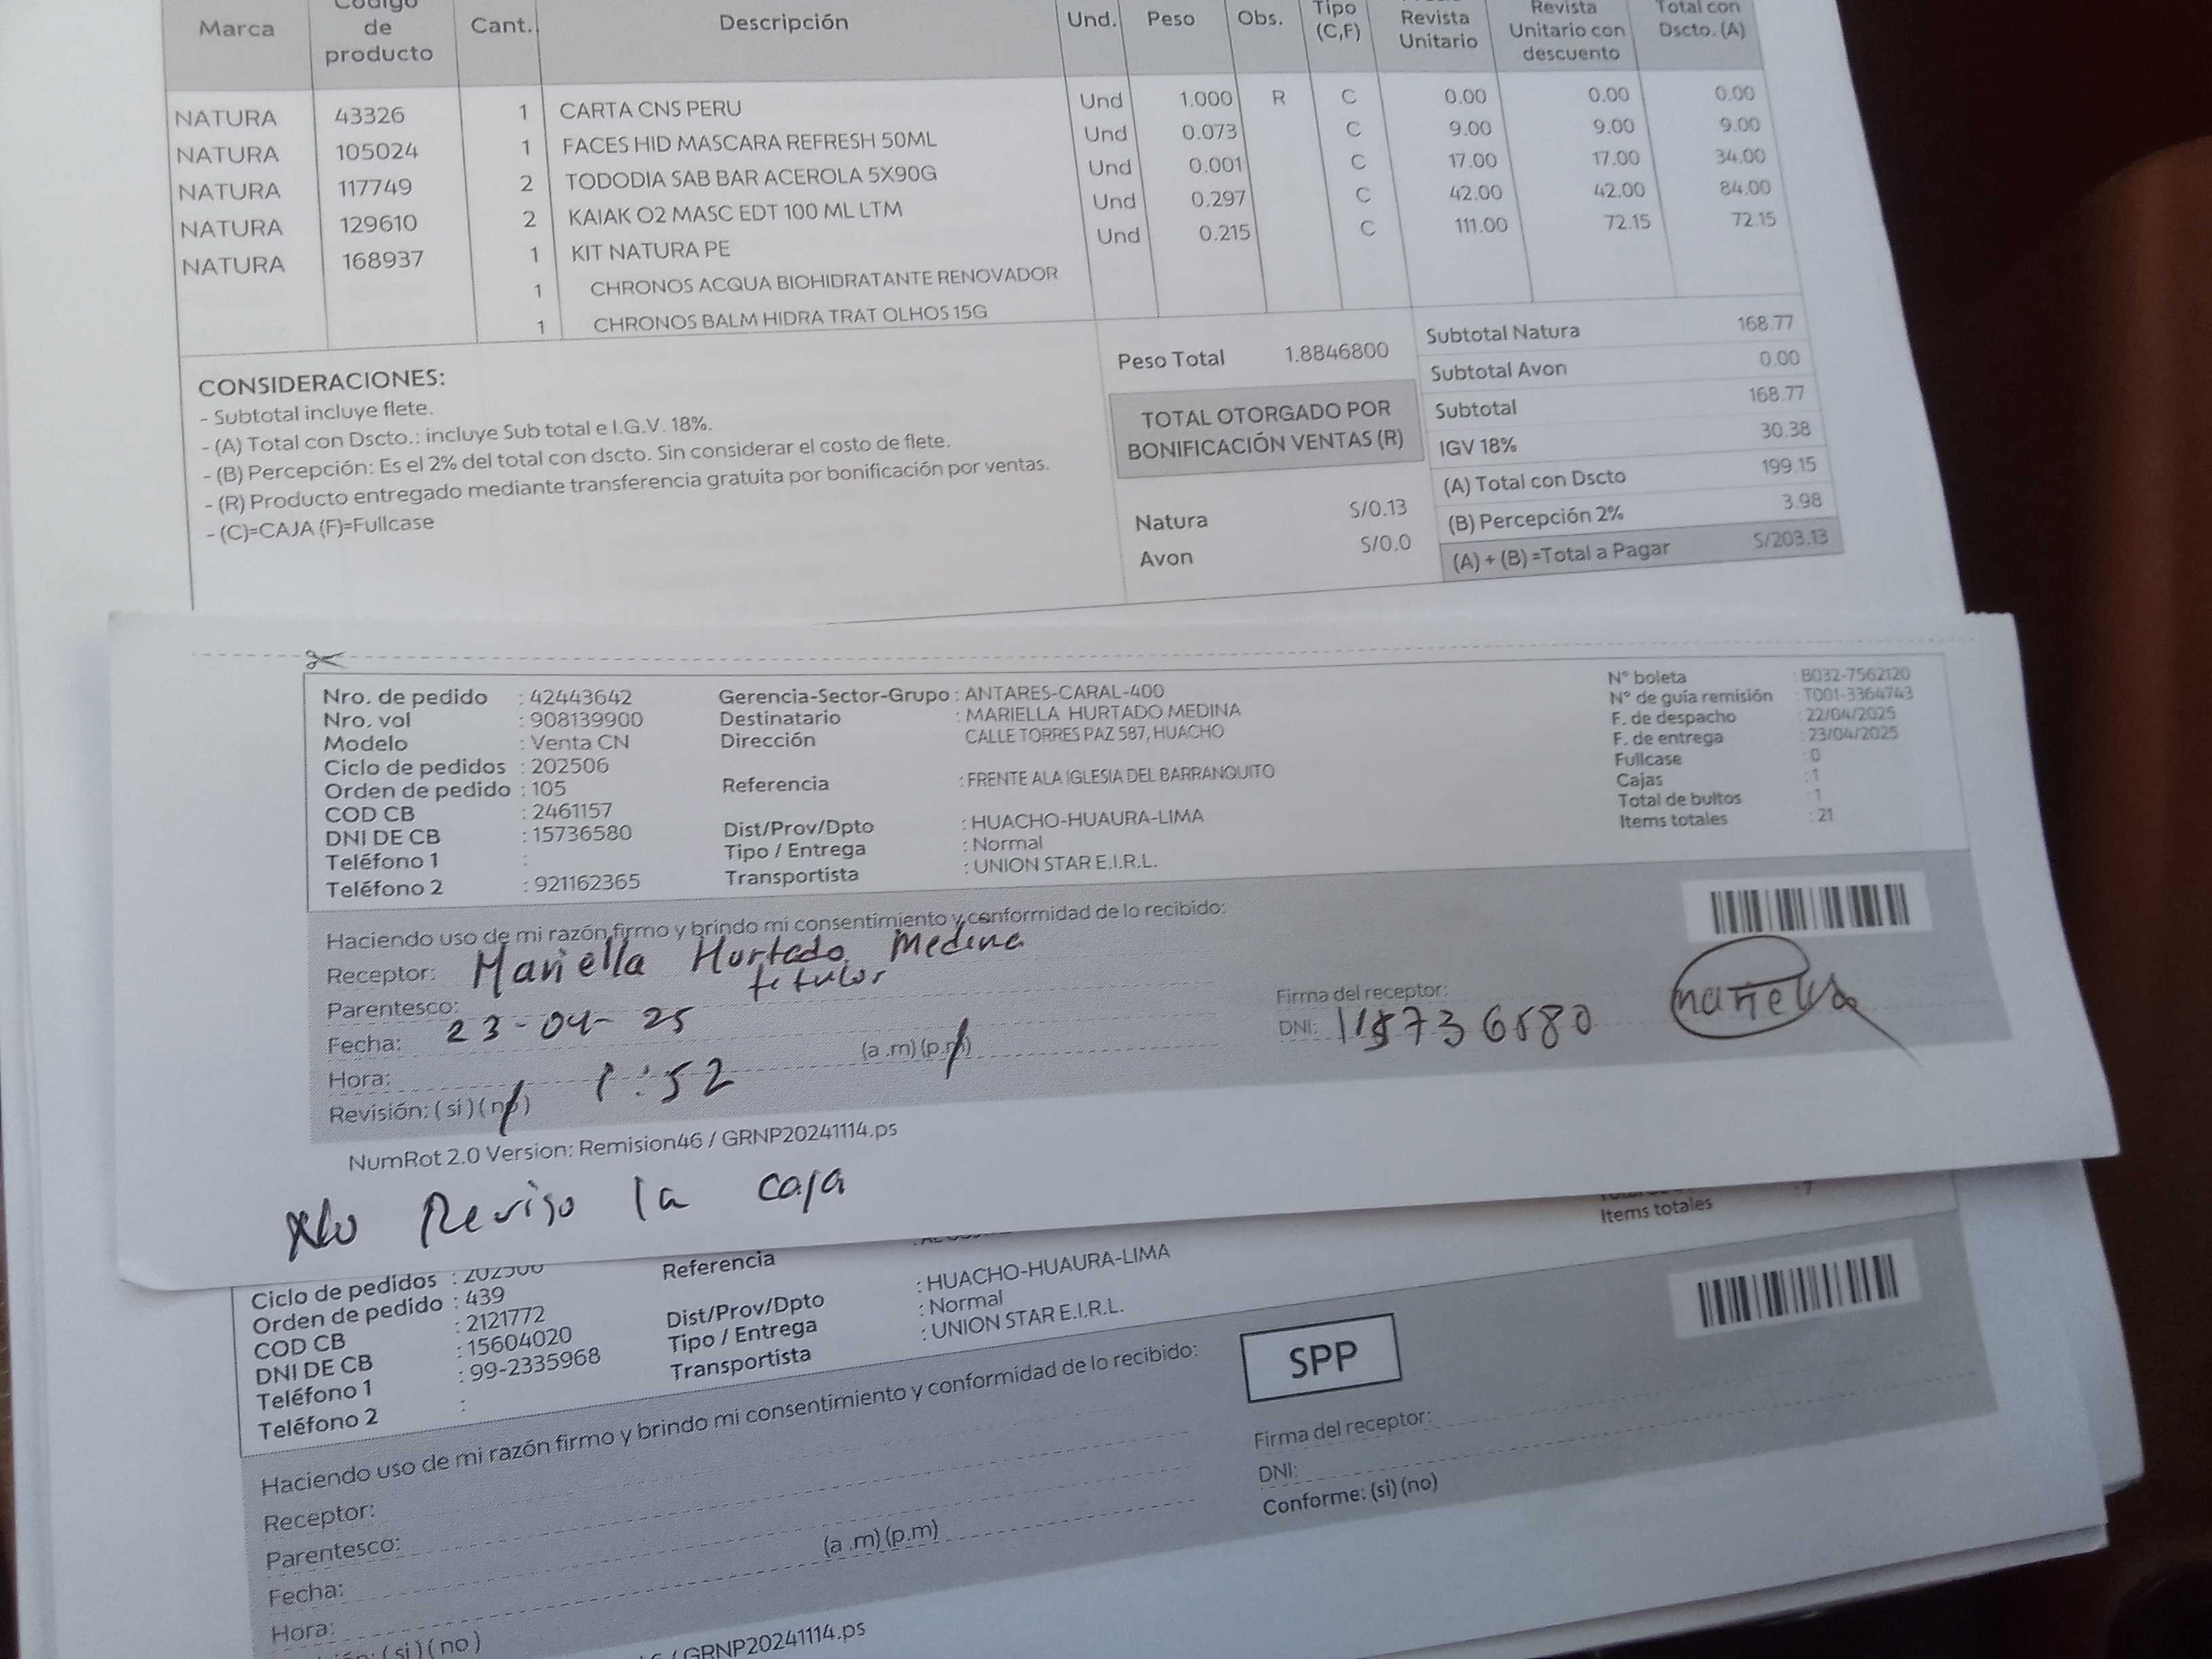 Marca Código de producto Cant. Descripción Und. Peso Obs. Tipo (C,F) Revista Unitario Revista Unitario con descuento Total con Dscto. (A)
NATURA 43326 1 CARTA CNS PERU Und 1.000 R C 0.00 0.00 0.00
NATURA 105024 1 FACES HID MASCARA REFRESH 50ML Und 0.073 C 9.00 9.00 9.00
NATURA 117749 2 TODODIA SAB BAR ACEROLA 5X90G Und 0.001 C 17.00 17.00 34.00
NATURA 129610 2 KAIAK O2 MASC EDT 100 ML LTM Und 0.297 C 42.00 42.00 84.00
NATURA 168937 1 KIT NATURA PE Und 0.215 C 111.00 72.15 72.15
1 CHRONOS ACQUA BIOHIDRATANTE RENOVADOR
1 CHRONOS BALM HIDRA TRAT OLHOS 15G
CONSIDERACIONES:
- Subtotal incluye flete.
- (A) Total con Dscto.: incluye Sub total e I.G.V. 18%.
- (B) Percepción: Es el 2% del total con dscto. Sin considerar el costo de flete.
- (R) Producto entregado mediante transferencia gratuita por bonificación por ventas.
- (C)=CAJA (F)=Fullcase
Peso Total 1.8846800
TOTAL OTORGADO POR
BONIFICACIÓN VENTAS (R)
Natura S/0.13
Avon S/0.0
Subtotal Natura 168.77
Subtotal Avon 0.00
Subtotal 168.77
IGV 18% 30.38
(A) Total con Dscto 199.15
(B) Percepción 2% 3.98
(A) + (B) =Total a Pagar S/203.13
Nro. de pedido : 42443642
Nro. vol : 908139900
Modelo : Venta CN
Ciclo de pedidos : 202506
Orden de pedido : 105
COD CB : 2461157
DNI DE CB : 15736580
Teléfono 1 :
Teléfono 2 : 921162365
Gerencia-Sector-Grupo : ANTARES-CARAL-400
Destinatario : MARIELLA HURTADO MEDINA
Dirección CALLE TORRES PAZ 587, HUACHO
Referencia : FRENTE ALA IGLESIA DEL BARRANQUITO
Dist/Prov/Dpto : HUACHO-HUAURA-LIMA
Tipo / Entrega : Normal
Transportista : UNION STAR E.I.R.L.
N° boleta : B032-7562120
N° de guía remisión : T001-3364743
F. de despacho : 22/04/2025
F. de entrega : 23/04/2025
Fullcase : 0
Cajas : 1
Total de bultos : 1
Items totales : 21
Haciendo uso de mi razón firmo y brindo mi consentimiento y conformidad de lo recibido:
Receptor: Mariella Hurtado Medina
Parentesco: titular
Fecha: 23-04-25
Hora: 1:52 (a .m) (p.m)
Revisión: ( si ) ( no )
Firma del receptor: Mariella
DNI: 15736580
NumRot 2.0 Version: Remision46 / GRNP20241114.ps
No Reviso la caja
Items totales : 7
Ciclo de pedidos : 202506
Orden de pedido : 439
COD CB : 2121772
DNI DE CB : 15604020
Teléfono 1 : 99-2335968
Teléfono 2 :
Referencia
Dist/Prov/Dpto : HUACHO-HUAURA-LIMA
Tipo / Entrega : Normal
Transportista : UNION STAR E.I.R.L.
Haciendo uso de mi razón firmo y brindo mi consentimiento y conformidad de lo recibido:
SPP
Receptor:
Parentesco:
Fecha:
Hora: (a .m) (p.m)
Firma del receptor:
DNI:
Conforme: (si) (no)
( si ) ( no )
/ GRNP20241114.ps